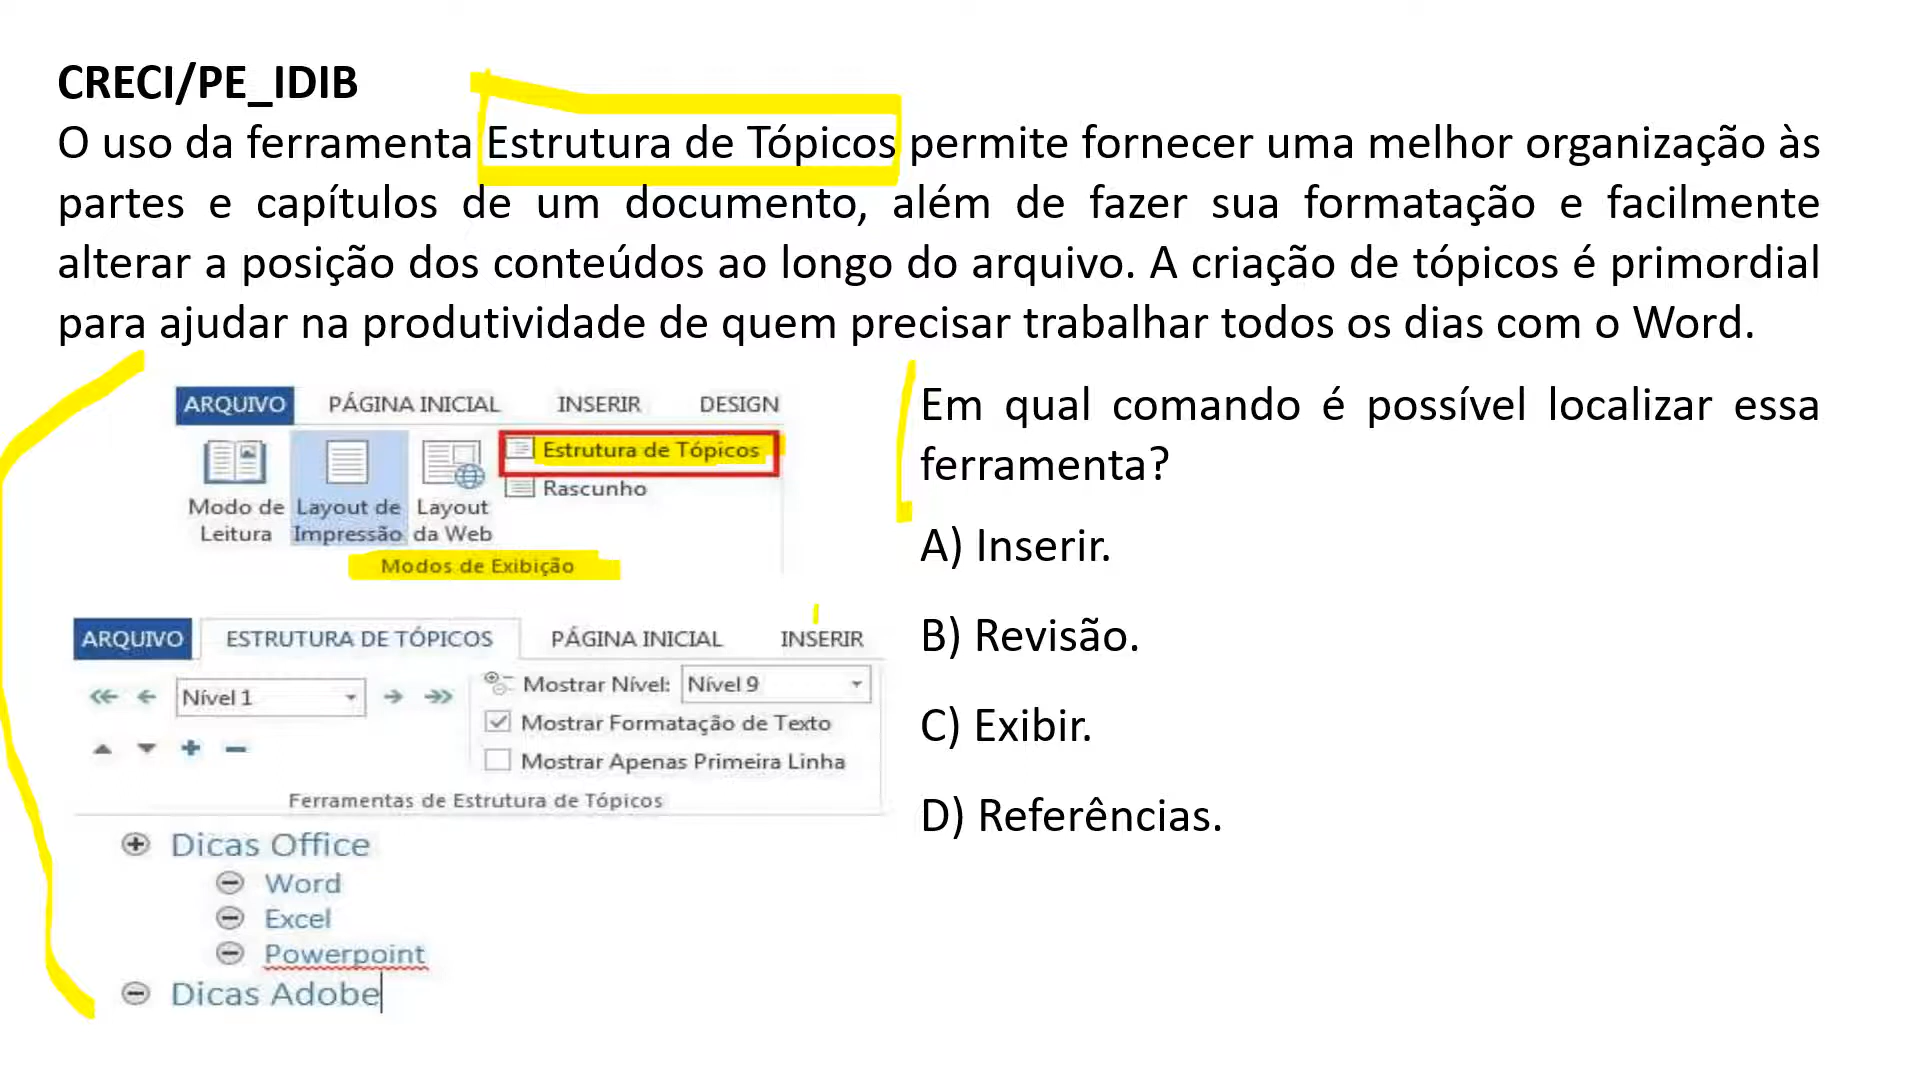 CRECI/PE_IDIB
O uso da ferramenta Estrutura de Tópicos permite fornecer uma melhor organização às
partes e capítulos de um documento, além de fazer sua formatação e facilmente
alterar a posição dos conteúdos ao longo do arquivo. A criação de tópicos é primordial
para ajudar na produtividade de quem precisar trabalhar todos os dias com o Word.
ARQUIVO PÁGINA INICIAL INSERIR DESIGN
Estrutura de Tópicos
Rascunho
Modo de Leitura
Layout de Impressão
Layout da Web
Modos de Exibição
ARQUIVO ESTRUTURA DE TÓPICOS PÁGINA INICIAL INSERIR
Nível 1
Mostrar Nível: Nível 9
Mostrar Formatação de Texto
Mostrar Apenas Primeira Linha
Ferramentas de Estrutura de Tópicos
Dicas Office
Word
Excel
Powerpoint
Dicas Adobe
Em qual comando é possível localizar essa
ferramenta?
A) Inserir.
B) Revisão.
C) Exibir.
D) Referências.